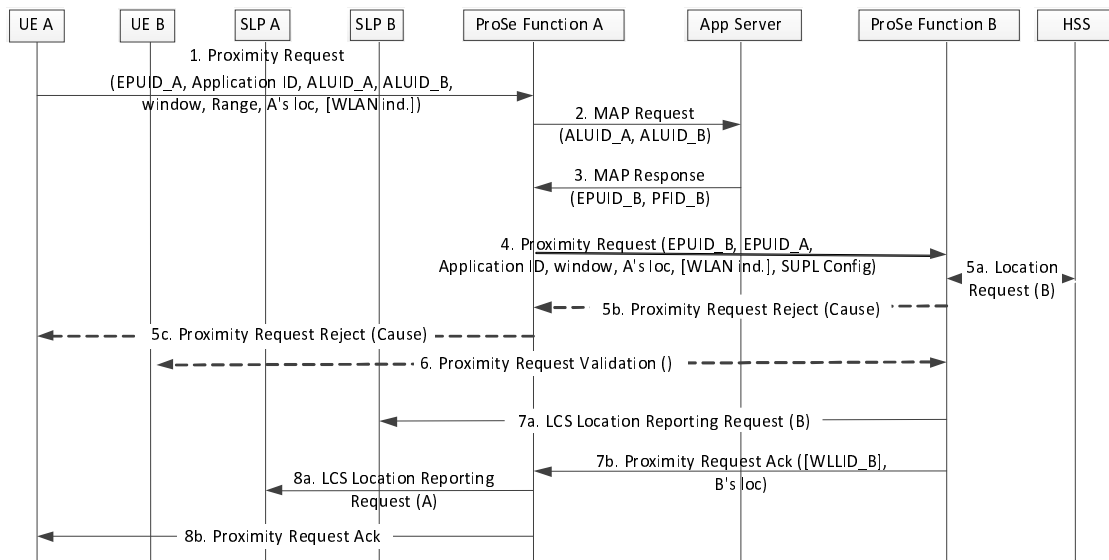 UE A
UE B
SLP A
SLP B
ProSe Function A
App Server
ProSe Function B
HSS
1. Proximity Request
(EPUID_A, Application ID, ALUID_A, ALUID_B,
window, Range, A's loc, [WLAN ind.])
2. MAP Request
(ALUID_A, ALUID_B)
3. MAP Response
(EPUID_B, PFID_B)
4. Proximity Request (EPUID_B, EPUID_A,
Application ID, window, A's loc, [WLAN ind.], SUPL Config)
5a. Location
Request (B)
5b. Proximity Request Reject (Cause)
5c. Proximity Request Reject (Cause)
6. Proximity Request Validation ()
7a. LCS Location Reporting Request (B)
7b. Proximity Request Ack ([WLLID_B],
B's loc)
8a. LCS Location Reporting
Request (A)
8b. Proximity Request Ack